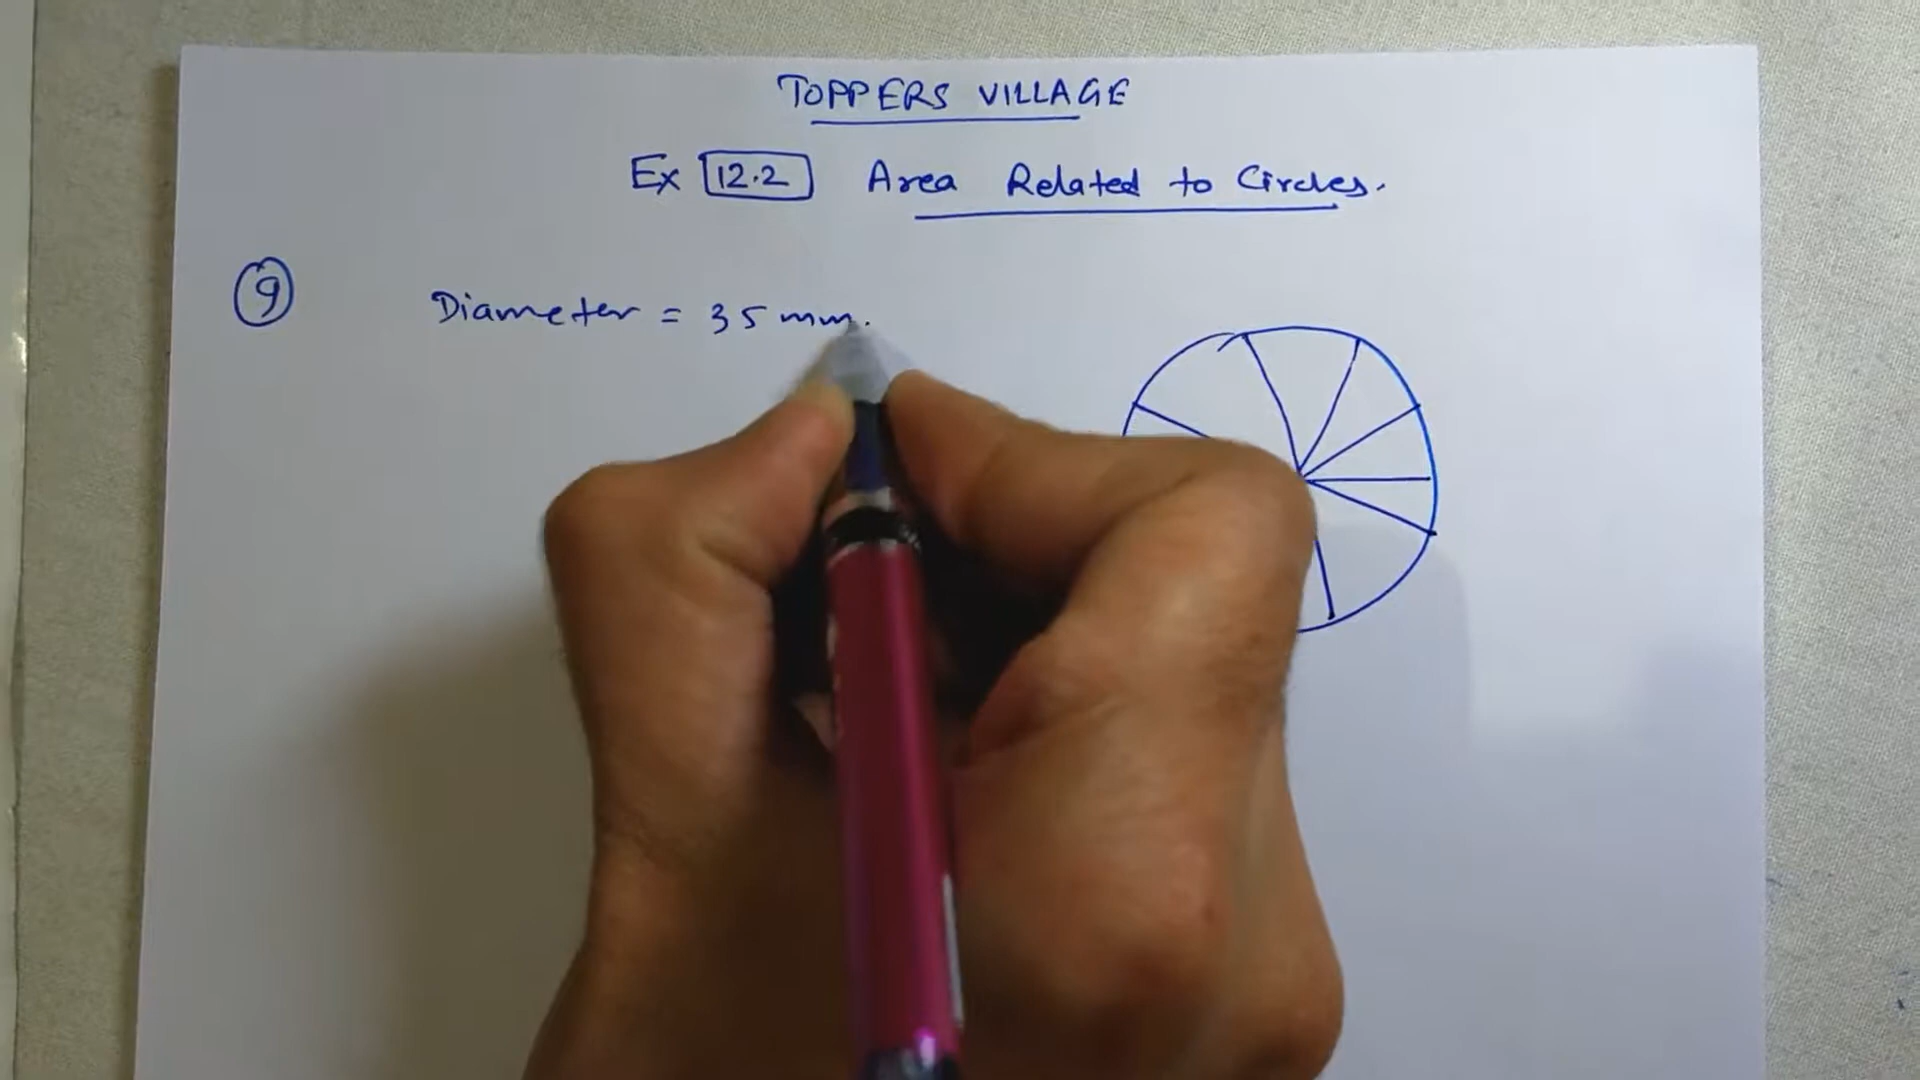 TOPPERS VILLAGE
Ex 12.2 Area Related to Circles.
9 Diameter = 35 mm.